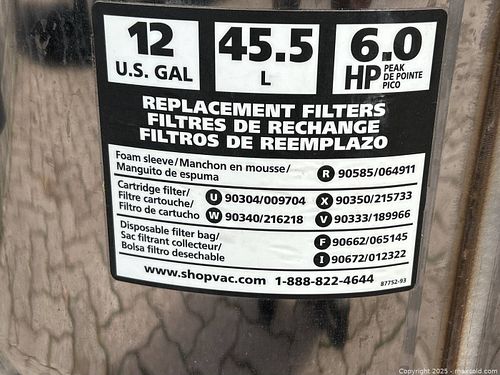 12
U.S. GAL
45.5
L
6.0
HP PEAK
DE POINTE
PICO
REPLACEMENT FILTERS
FILTRES DE RECHANGE
FILTROS DE REEMPLAZO
Foam sleeve/Manchon en mousse/
Manguito de espuma
R 90585/064911
Cartridge filter/
Filtre cartouche/
Filtro de cartucho
U 90304/009704
X 90350/215733
W 90340/216218
V 90333/189966
Disposable filter bag/
Sac filtrant collecteur/
Bolsa filtro desechable
F 90662/065145
I 90672/012322
www.shopvac.com 1-888-822-4644
87752-93
Copyright 2025 - maxsold.com